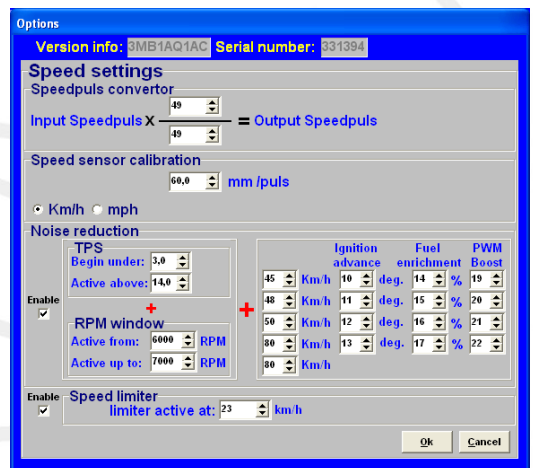 Options
Version info: 3MB1AQ1AC Serial number: 331394
Speed settings
Speedpuls convertor
49
Input Speedpuls X = Output Speedpuls
49
Speed sensor calibration
60,0 mm /puls
Km/h mph
Noise reduction
TPS
Begin under: 3,0
Active above: 14,0
Enable
+
RPM window
Active from: 6000 RPM
Active up to: 7000 RPM
+
Ignition advance Fuel enrichment PWM Boost
45 Km/h 10 deg. 14 % 19
48 Km/h 11 deg. 15 % 20
50 Km/h 12 deg. 16 % 21
80 Km/h 13 deg. 17 % 22
80 Km/h
Enable Speed limiter
limiter active at: 23 km/h
Ok Cancel